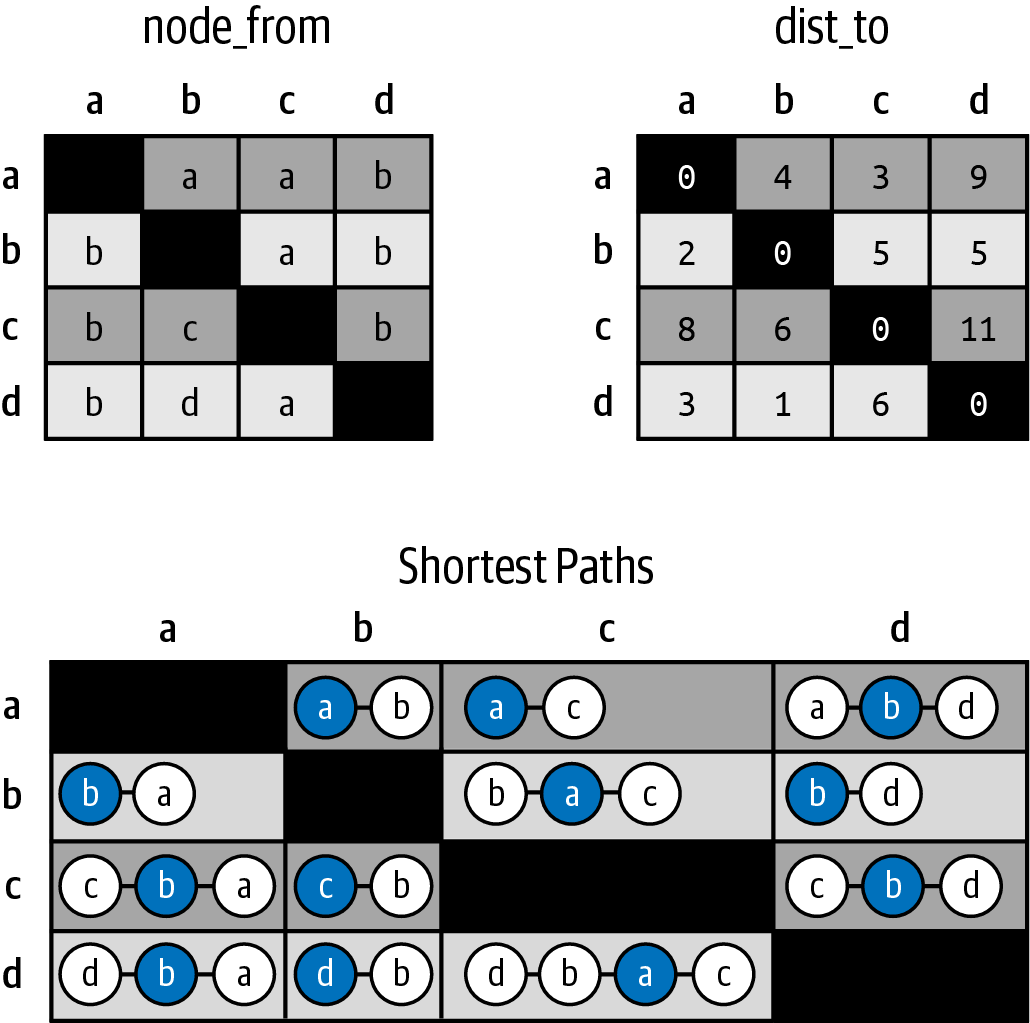 node_from dist_to
a b c d a b c d
a a a b a 0 4 3 9
b b a b b 2 0 5 5
c b c b c 8 6 0 11
d b d a d 3 1 6 0
Shortest Paths
a b c d
a a b a c a b d
b b a b a c b d
c c b a c b c b d
d d b a d b d b a c